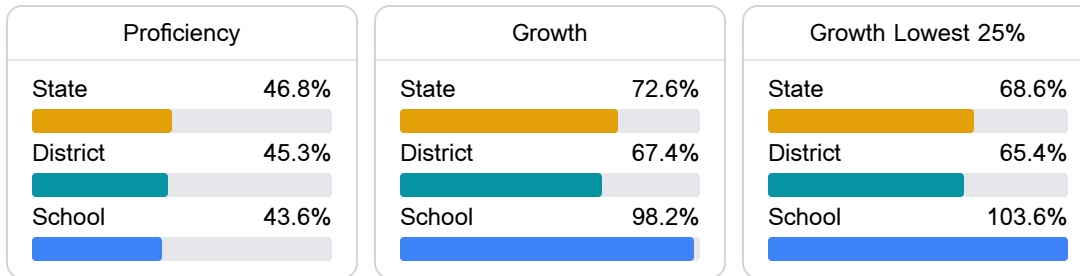 Proficiency
State 46.8%
District 45.3%
School 43.6%
Growth
State 72.6%
District 67.4%
School 98.2%
Growth Lowest 25%
State 68.6%
District 65.4%
School 103.6%